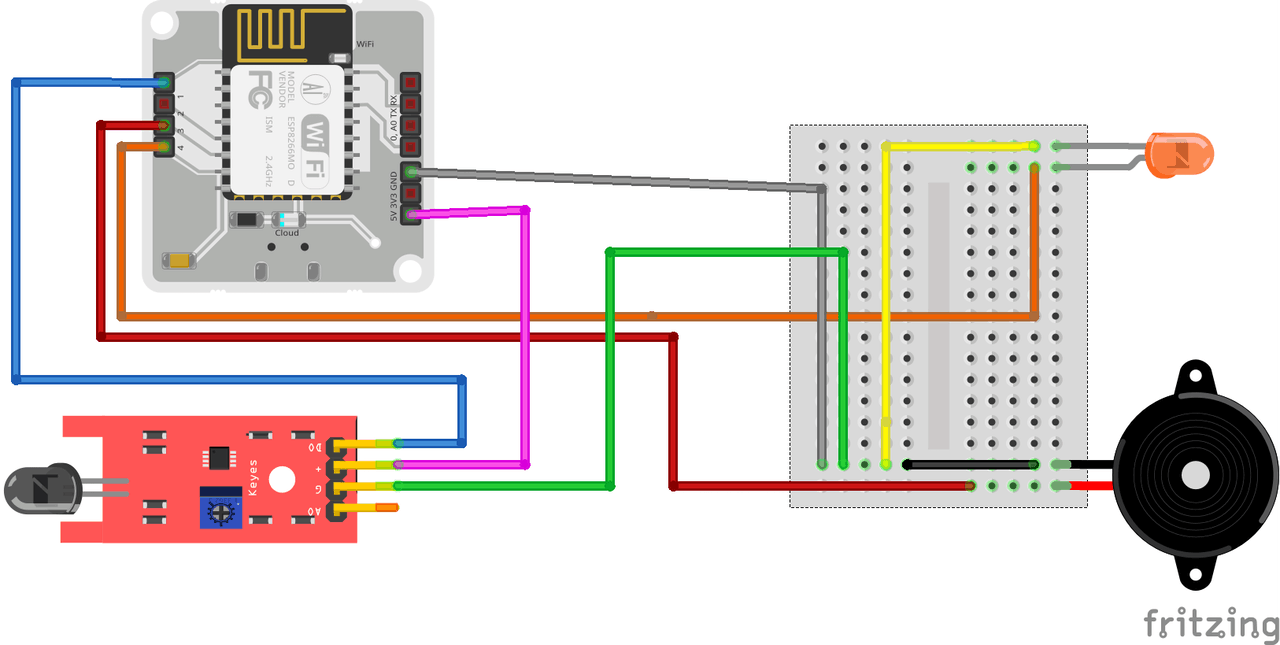 WiFi
1
2
3
4
MODEL
VENDOR
ESP8266MO D
ISM
2.4GHz
FC
AI
Wi Fi
0, A0 TX RX
5V 3V3 GND
Cloud
Keyes
D0
+
G
A0
fritzing